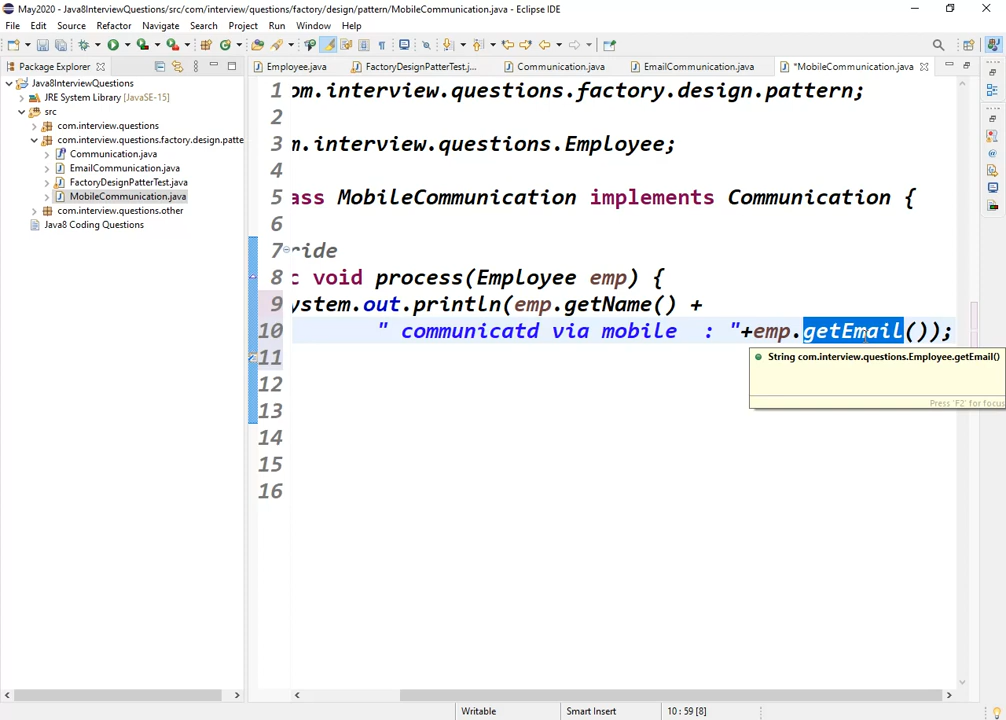 May2020 - Java8InterviewQuestions/src/com/interview/questions/factory/design/pattern/MobileCommunication.java - Eclipse IDE
File Edit Source Refactor Navigate Search Project Run Window Help
Package Explorer
Employee.java
FactoryDesignPatterTest.j...
Communication.java
EmailCommunication.java
*MobileCommunication.java
Java8InterviewQuestions
JRE System Library [JavaSE-15]
src
com.interview.questions
com.interview.questions.factory.design.patte
Communication.java
EmailCommunication.java
FactoryDesignPatterTest.java
MobileCommunication.java
com.interview.questions.other
Java8 Coding Questions
1 om.interview.questions.factory.design.pattern;
2
3 m.interview.questions.Employee;
4
5 ass MobileCommunication implements Communication {
6
7 ride
8 c void process(Employee emp) {
9 ystem.out.println(emp.getName() +
10 " communicatd via mobile  : "+emp.getEmail());
11
12
13
14
15
16
String com.interview.questions.Employee.getEmail()
Press 'F2' for focus
Writable Smart Insert 10 : 59 [8]